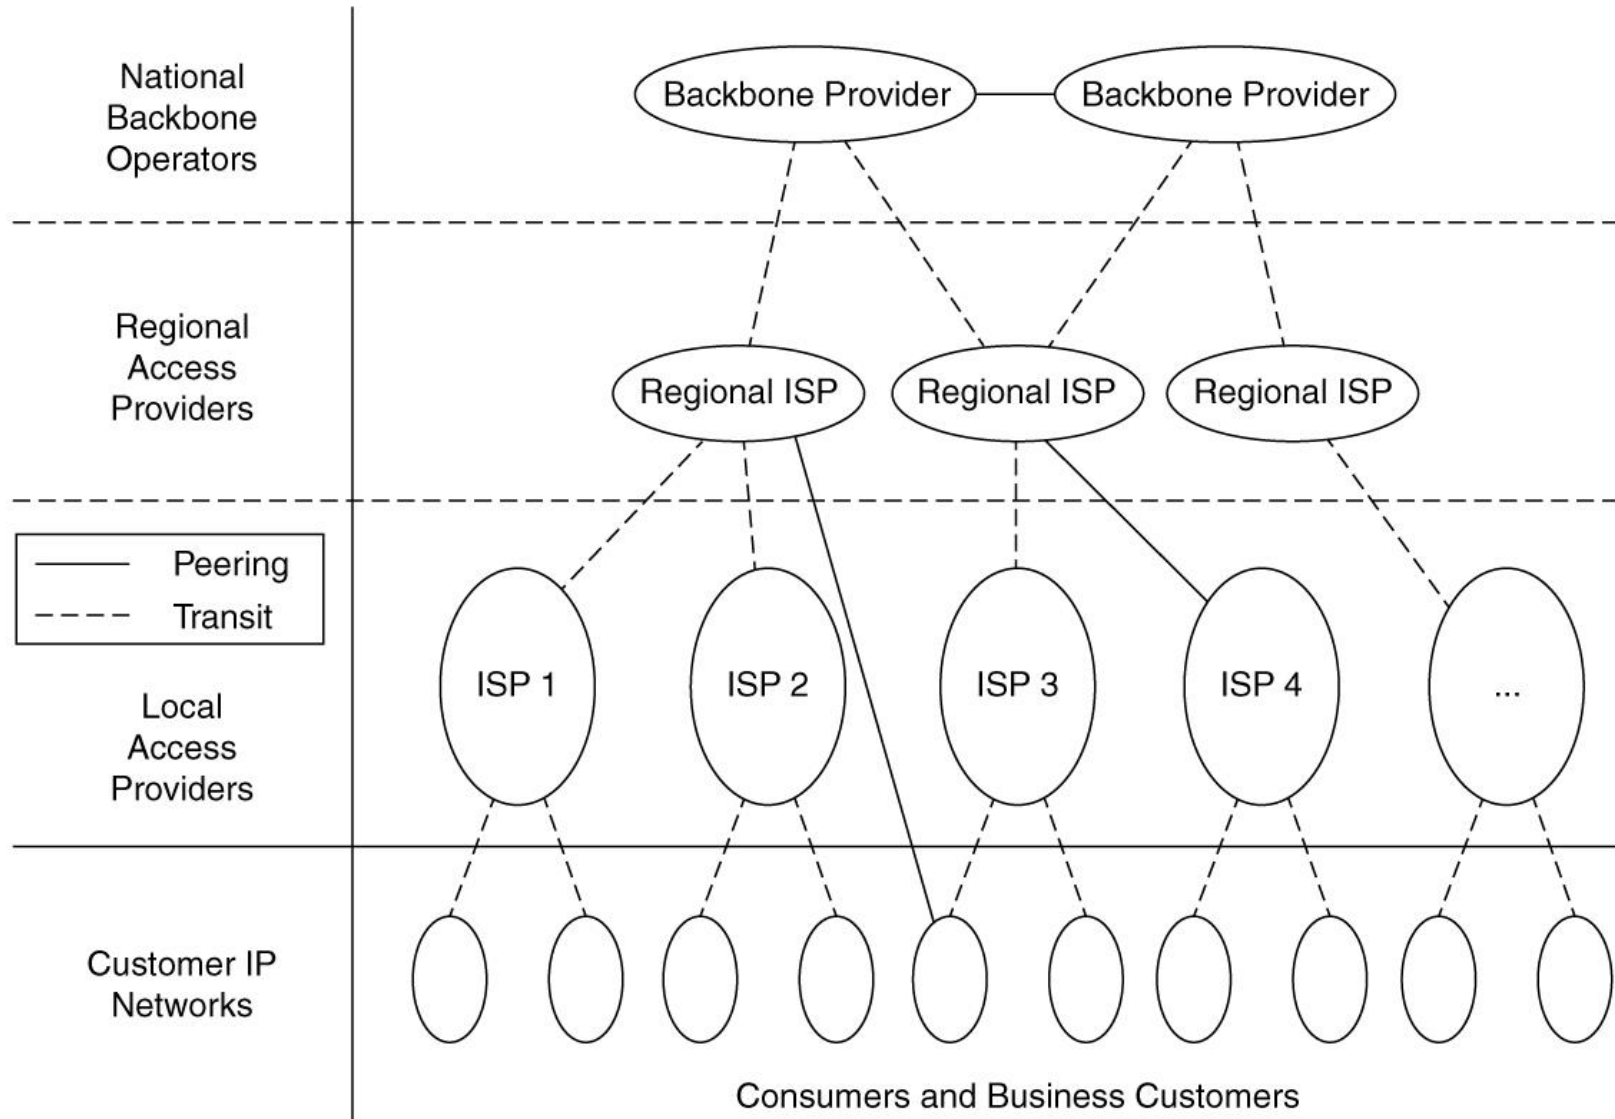 National
Backbone
Operators
Backbone Provider
Backbone Provider
Regional
Access
Providers
Regional ISP
Regional ISP
Regional ISP
Peering
Transit
Local
Access
Providers
ISP 1
ISP 2
ISP 3
ISP 4
...
Customer IP
Networks
Consumers and Business Customers